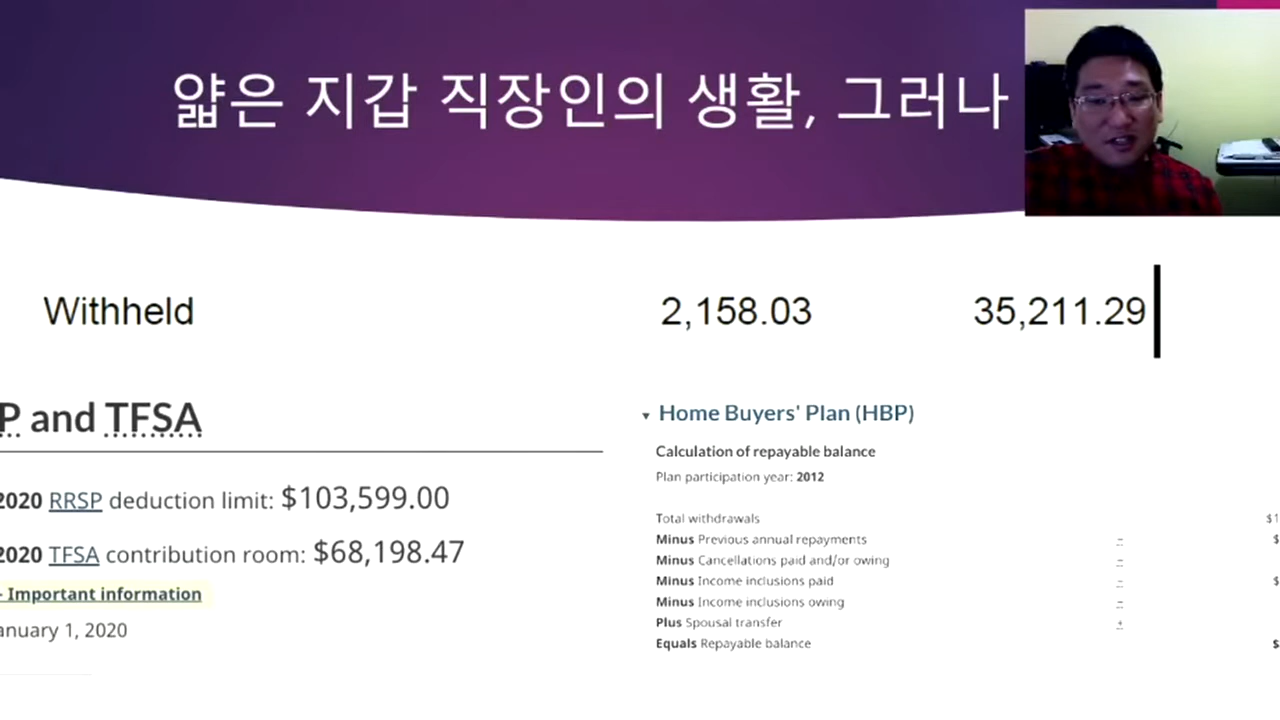 얇은 지갑 직장인의 생활, 그러나
Withheld 2,158.03 35,211.29
P and TFSA
2020 RRSP deduction limit: $103,599.00
2020 TFSA contribution room: $68,198.47
- Important information
anuary 1, 2020
▼ Home Buyers' Plan (HBP)
Calculation of repayable balance
Plan participation year: 2012
Total withdrawals $1
Minus Previous annual repayments – $
Minus Cancellations paid and/or owing –
Minus Income inclusions paid – $
Minus Income inclusions owing –
Plus Spousal transfer +
Equals Repayable balance $